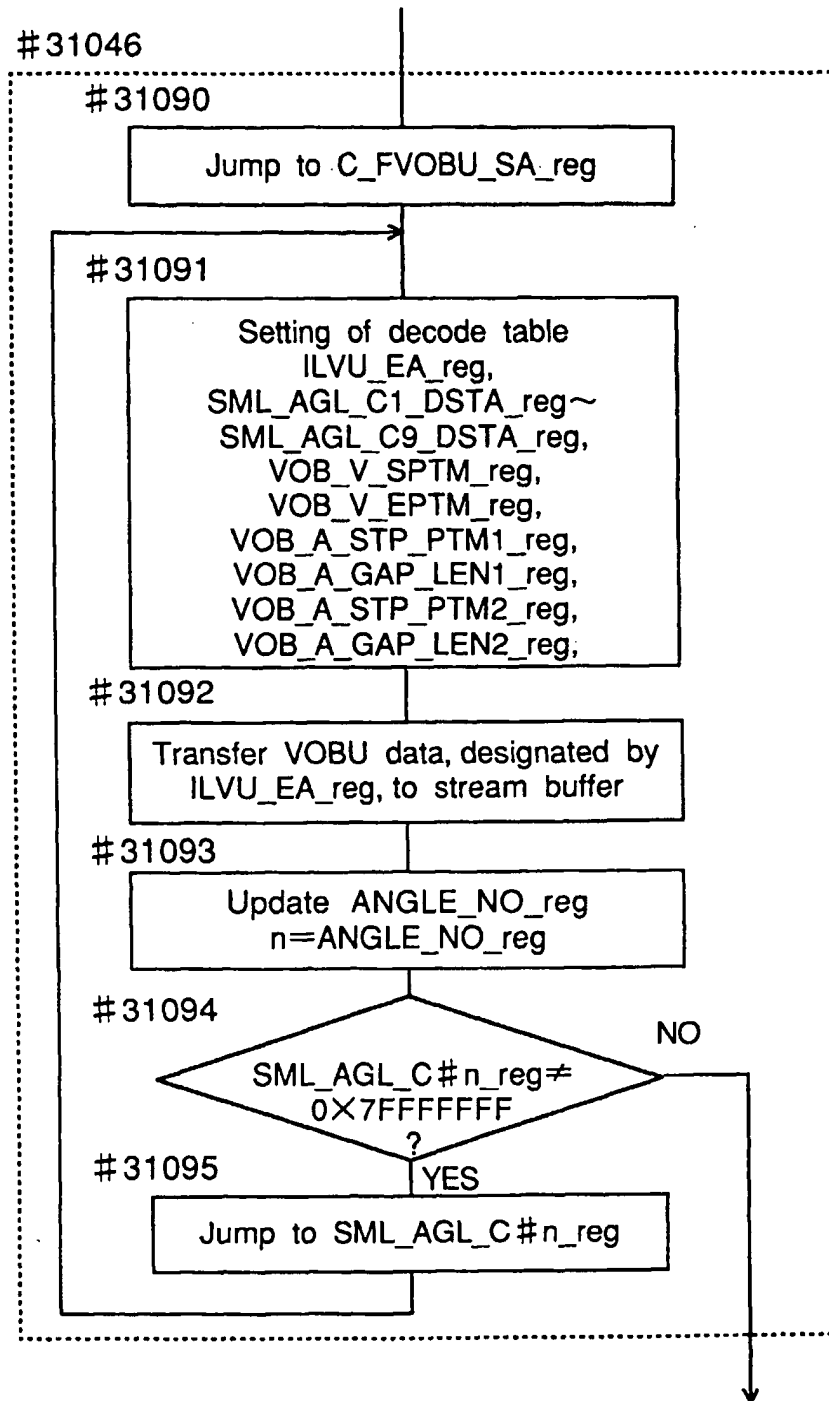 #31046
#31090
Jump to C_FVOBU_SA_reg
#31091
Setting of decode table
ILVU_EA_reg,
SML_AGL_C1_DSTA_reg~
SML_AGL_C9_DSTA_reg,
VOB_V_SPTM_reg,
VOB_V_EPTM_reg,
VOB_A_STP_PTM1_reg,
VOB_A_GAP_LEN1_reg,
VOB_A_STP_PTM2_reg,
VOB_A_GAP_LEN2_reg,
#31092
Transfer VOBU data, designated by
ILVU_EA_reg, to stream buffer
#31093
Update ANGLE_NO_reg
n=ANGLE_NO_reg
#31094
NO
SML_AGL_C#n_reg≠
0×7FFFFFFF
?
#31095
YES
Jump to SML_AGL_C#n_reg